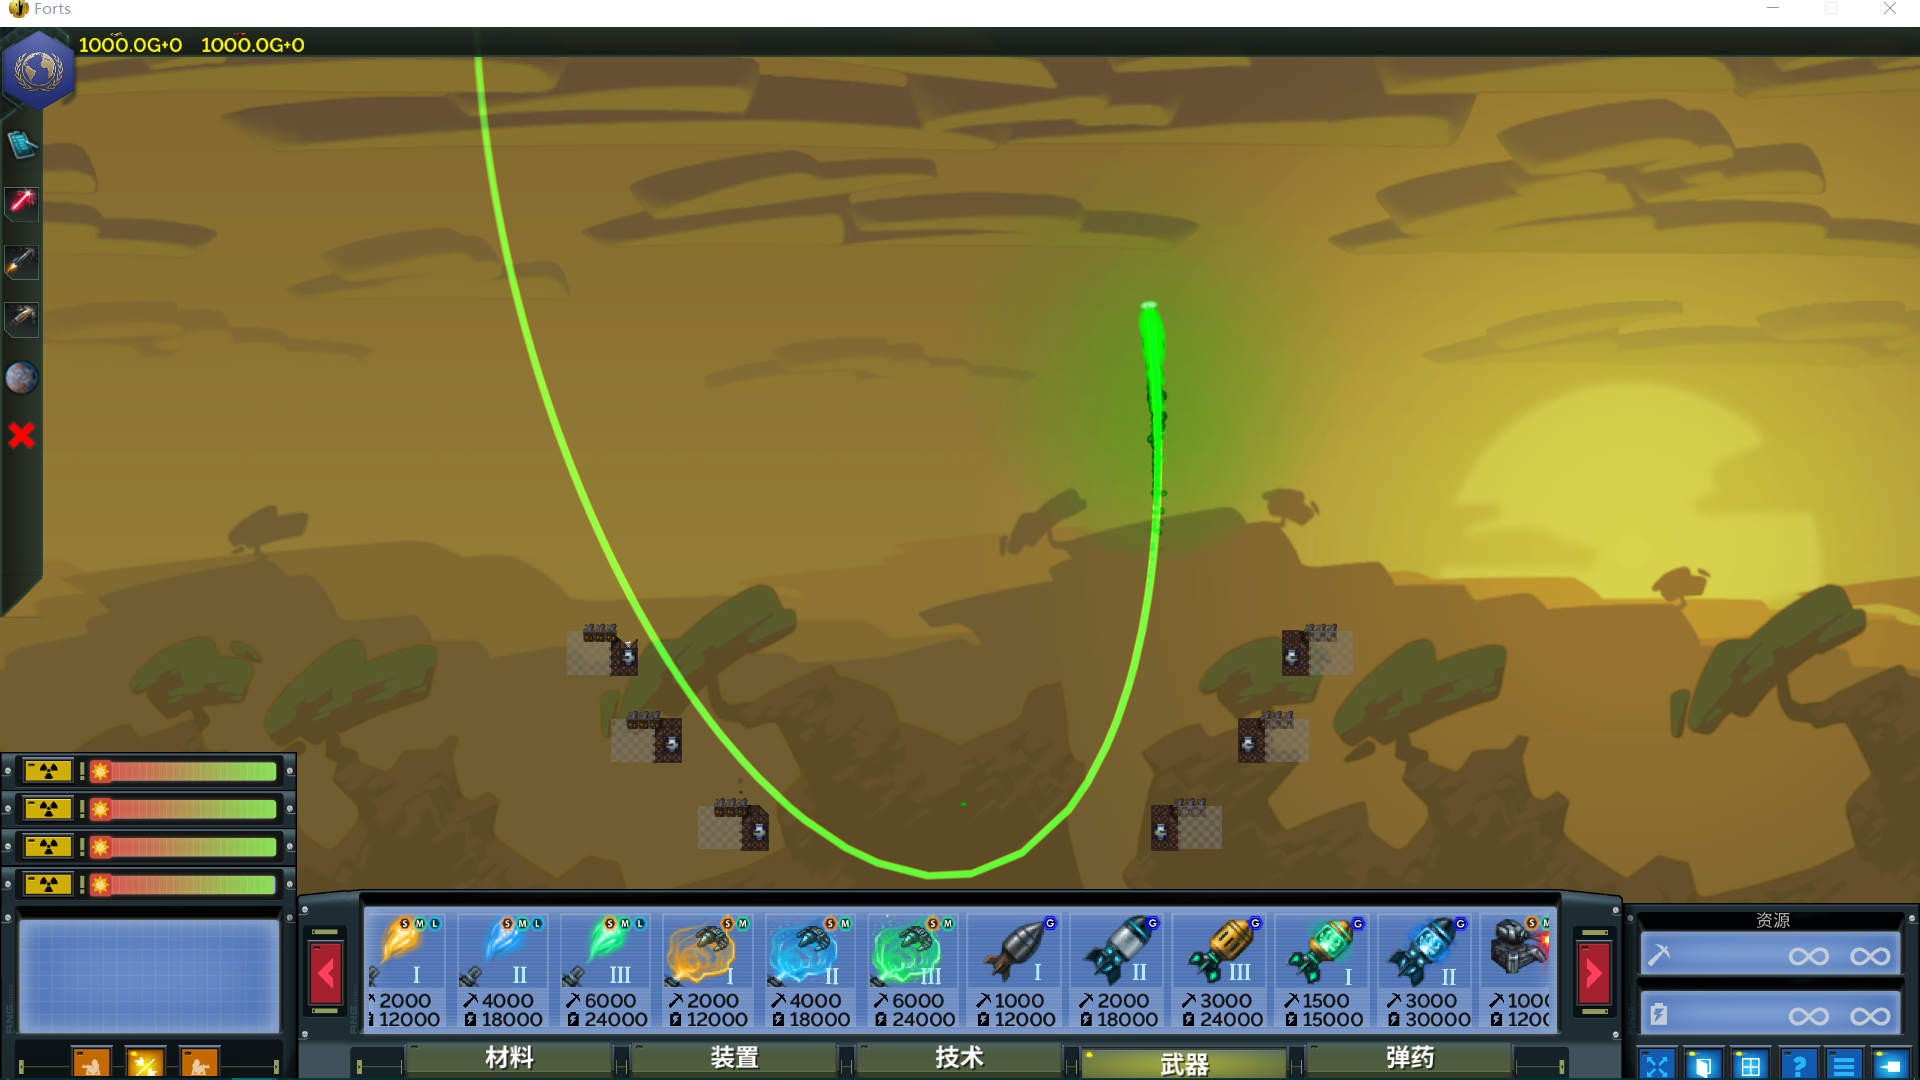 Forts
1000.0G+0 1000.0G+0
S M L S M L S M L S M S M S M G G G G G S M
I II III I II III I II III I II
2000 4000 6000 2000 4000 6000 1000 2000 3000 1500 3000
12000 18000 24000 12000 18000 24000 12000 18000 24000 15000 30000
资源
∞ ∞
∞ ∞
材料 装置 技术 武器 弹药
?